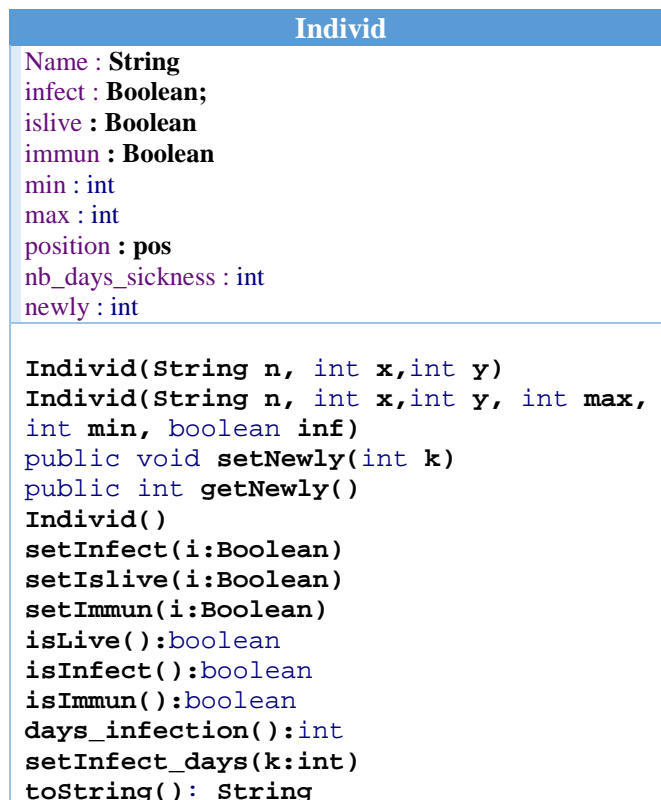 Individ
Name : String
infect : Boolean;
islive : Boolean
immun : Boolean
min : int
max : int
position : pos
nb_days_sickness : int
newly : int
Individ(String n, int x,int y)
Individ(String n, int x,int y, int max,
int min, boolean inf)
public void setNewly(int k)
public int getNewly()
Individ()
setInfect(i:Boolean)
setIslive(i:Boolean)
setImmun(i:Boolean)
isLive():boolean
isInfect():boolean
isImmun():boolean
days_infection():int
setInfect_days(k:int)
toString(): String